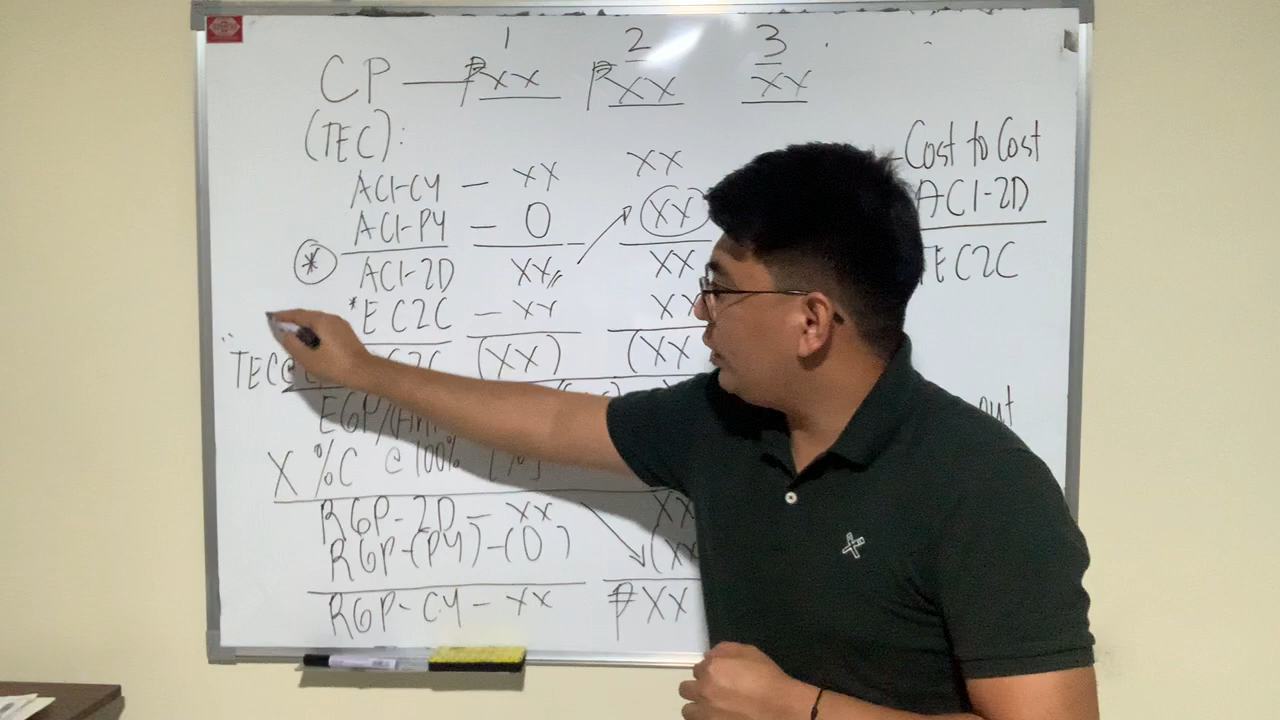 1 2 3
CP — ₱xx ₱xx xx
(TEC):
ACI-CY — xx xx
ACI-PY — 0 (xx)
* ACI-2D xx xx
*EC2C — xx xx
(xx) (xx
X %C @ 100%
RGP-2D — xx xx
RGP-(PY)-(0) (xx
RGP-CY — xx ₱xx
Cost to Cost
ACI-2D
TEC2C